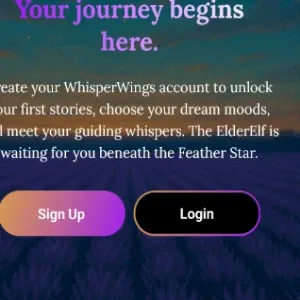 Your journey begins
here.
reate your WhisperWings account to unlock
our first stories, choose your dream moods,
d meet your guiding whispers. The ElderElf is
waiting for you beneath the Feather Star.
Sign Up
Login